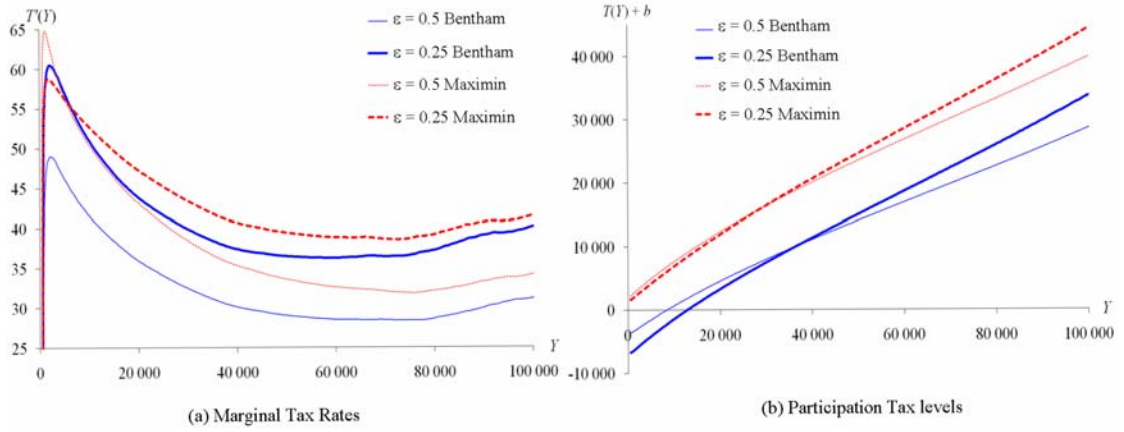 T'(Y)
65
60
55
50
45
40
35
30
25
0
20 000
40 000
60 000
80 000
100 000
Y
ε = 0.5 Bentham
ε = 0.25 Bentham
ε = 0.5 Maximin
ε = 0.25 Maximin
(a) Marginal Tax Rates
T(Y) + b
40 000
30 000
20 000
10 000
0
-10 000
0
20 000
40 000
60 000
80 000
100 000
Y
ε = 0.5 Bentham
ε = 0.25 Bentham
ε = 0.5 Maximin
ε = 0.25 Maximin
(b) Participation Tax levels